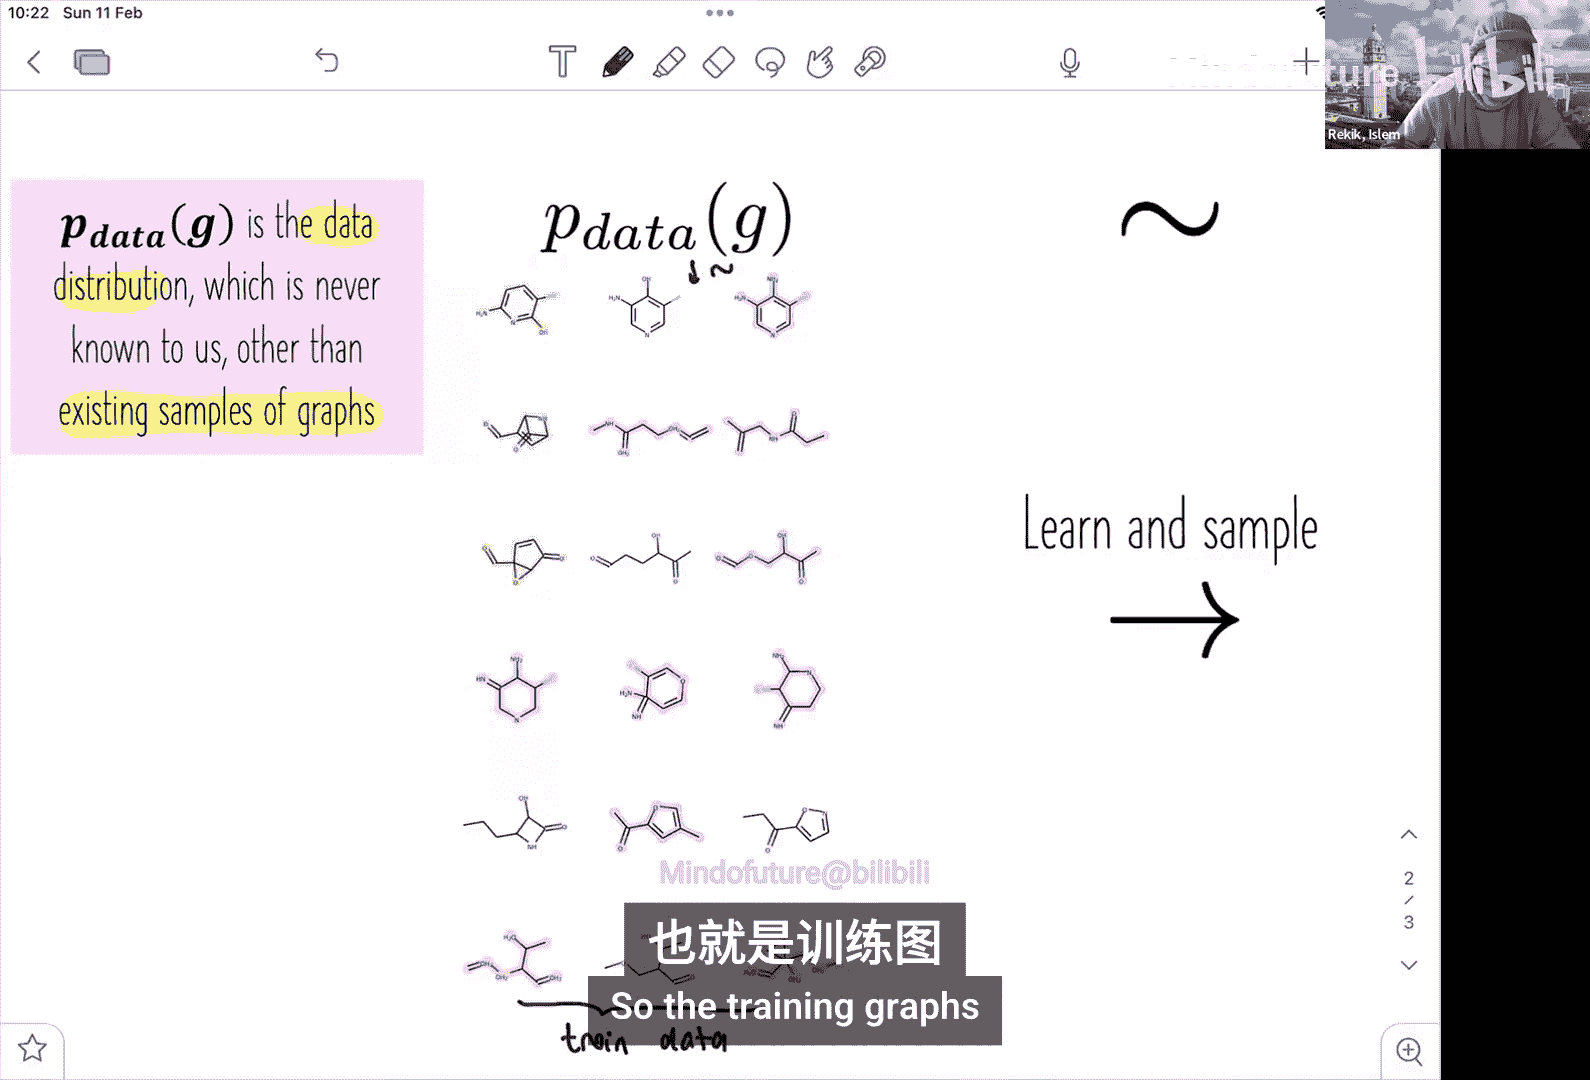 10:22 Sun 11 Feb
bilibili
ture
Rekik, Islem
p_data(g) is the data
distribution, which is never
known to us, other than
existing samples of graphs
p_data(g)
~
~
Learn and sample
Mindofuture@bilibili
2
3
也就是训练图
So the training graphs
train data